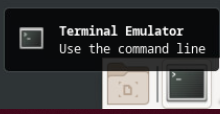 Terminal Emulator
Use the command line